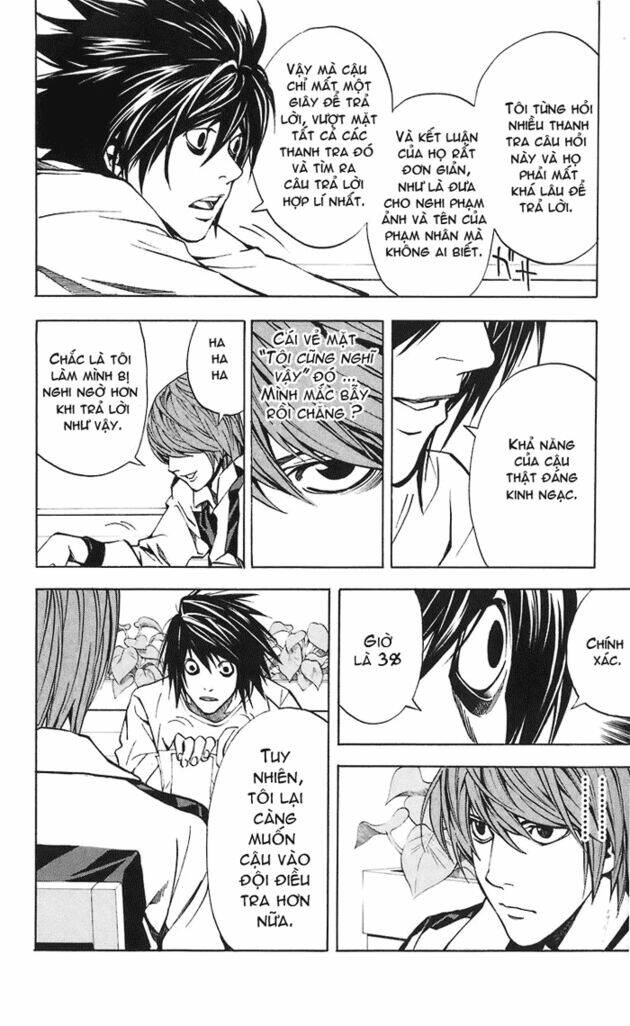 TÔI TỪNG HỎI
NHIỀU THANH
TRA CÂU HỎI
NÀY VÀ HỌ
PHẢI MẤT
KHÁ LÂU ĐỂ
TRẢ LỜI.
VÀ KẾT LUẬN
CỦA HỌ RẤT
ĐƠN GIẢN,
NHƯ LÀ ĐƯA
CHO NGHI PHẠM
ẢNH VÀ TÊN CỦA
PHẠM NHÂN MÀ
KHÔNG AI BIẾT.
VẬY MÀ CẬU
CHỈ MẤT MỘT
GIÂY ĐỂ TRẢ
LỜI, VƯỢT MẶT
TẤT CẢ CÁC
THANH TRA ĐÓ
VÀ TÌM RA
CÂU TRẢ LỜI
HỢP LÍ NHẤT.
ガキ
KHẢ NĂNG
CỦA CẬU
THẬT ĐÁNG
KINH NGẠC.
CÁI VẺ MẶT
"TÔI CŨNG NGHĨ
VẬY" ĐÓ ...
MÌNH MẮC BẪY
RỒI CHĂNG ?
HA
HA
HA
CHẮC LÀ TÔI
LÀM MÌNH BỊ
NGHI NGỜ HƠN
KHI TRẢ LỜI
NHƯ VẬY.
CHÍNH
XÁC.
GIỜ
LÀ 3%
TUY
NHIÊN,
TÔI LẠI
CÀNG
MUỐN
CẬU VÀO
ĐỘI ĐIỀU
TRA HƠN
NỮA.